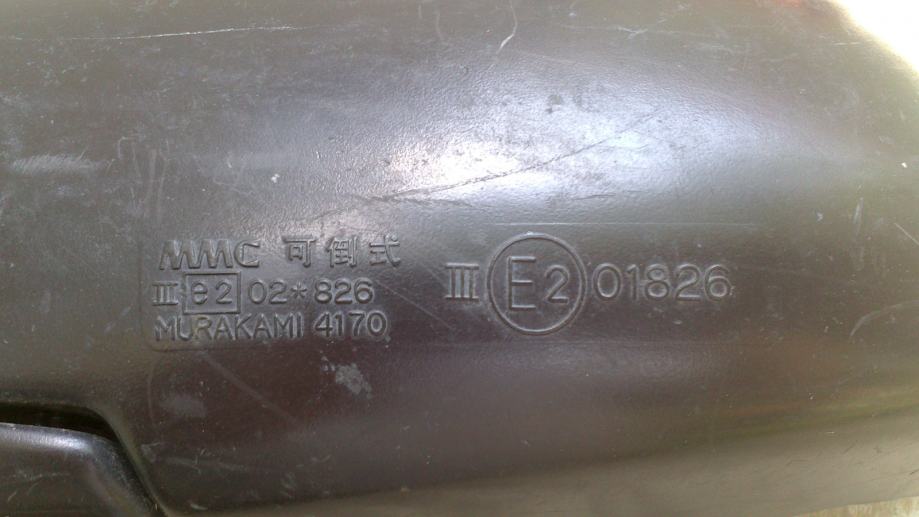 MMC 可倒式
III e2 02*826
MURAKAMI 4170
III E2 01826